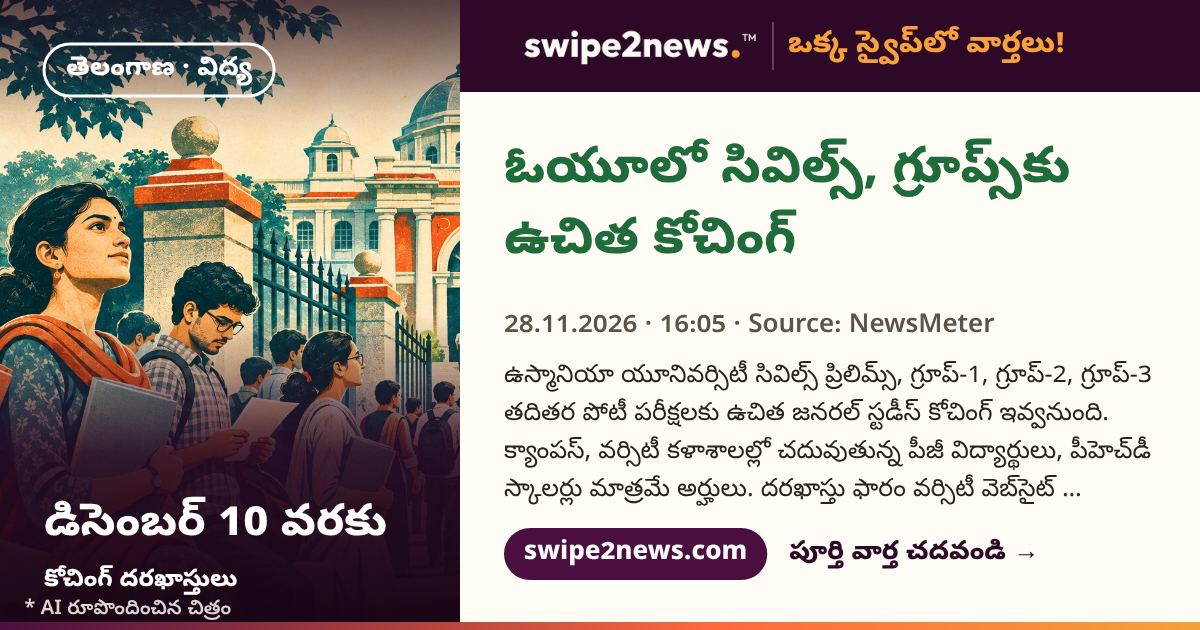 తెలంగాణ · విద్య
swipe2news.™ ఒక్క స్వైప్‌లో వార్తలు!
ఓయూలో సివిల్స్, గ్రూప్స్‌కు
ఉచిత కోచింగ్
28.11.2026 · 16:05 · Source: NewsMeter
ఉస్మానియా యూనివర్సిటీ సివిల్స్ ప్రిలిమ్స్, గ్రూప్-1, గ్రూప్-2, గ్రూప్-3
తదితర పోటీ పరీక్షలకు ఉచిత జనరల్ స్టడీస్ కోచింగ్ ఇవ్వనుంది.
క్యాంపస్, వర్సిటీ కళాశాలల్లో చదువుతున్న పీజీ విద్యార్థులు, పీహెచ్‌డీ
స్కాలర్లు మాత్రమే అర్హులు. దరఖాస్తు ఫారం వర్సిటీ వెబ్‌సైట్ ...
swipe2news.com పూర్తి వార్త చదవండి →
డిసెంబర్ 10 వరకు
కోచింగ్ దరఖాస్తులు
* AI రూపొందించిన చిత్రం